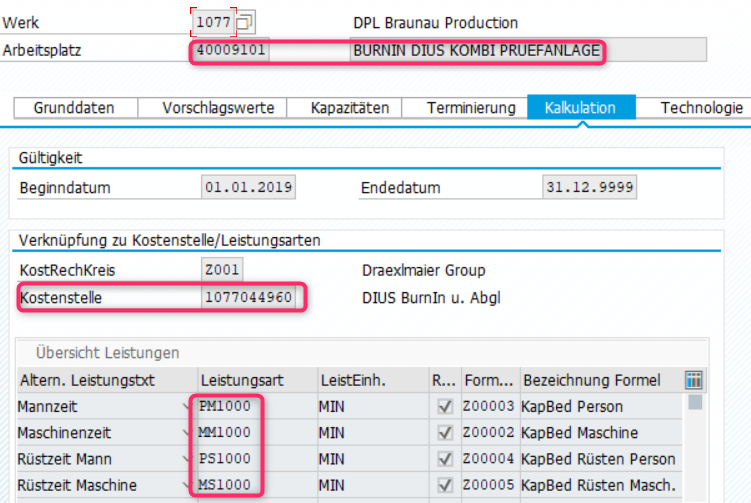 Werk 1077 DPL Braunau Production
Arbeitsplatz 40009101 BURNIN DIUS KOMBI PRUEFANLAGE
Grunddaten Vorschlagswerte Kapazitäten Terminierung Kalkulation Technologie
Gültigkeit
Beginndatum 01.01.2019 Endedatum 31.12.9999
Verknüpfung zu Kostenstelle/Leistungsarten
KostRechKreis Z001 Draexlmaier Group
Kostenstelle 1077044960 DIUS BurnIn u. Abgl
Übersicht Leistungen
Altern. Leistungstxt Leistungsart LeistEinh. R... Form... Bezeichnung Formel
Mannzeit PM1000 MIN Z00003 KapBed Person
Maschinenzeit MM1000 MIN Z00002 KapBed Maschine
Rüstzeit Mann PS1000 MIN Z00004 KapBed Rüsten Person
Rüstzeit Maschine MS1000 MIN Z00005 KapBed Rüsten Masch.